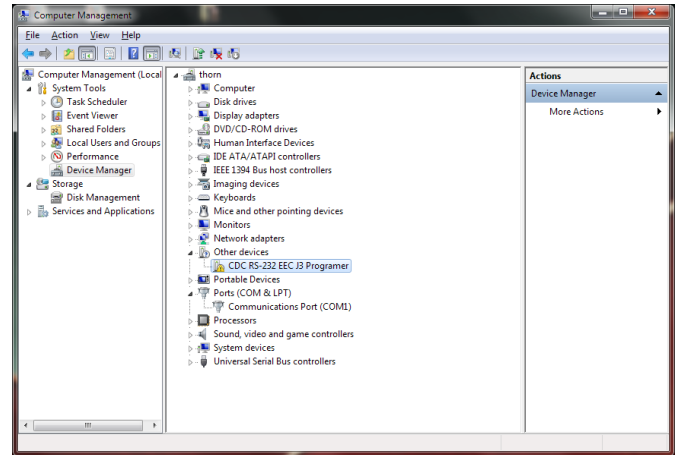 Computer Management
File Action View Help
Computer Management (Local
System Tools
Task Scheduler
Event Viewer
Shared Folders
Local Users and Groups
Performance
Device Manager
Storage
Disk Management
Services and Applications
thorn
Computer
Disk drives
Display adapters
DVD/CD-ROM drives
Human Interface Devices
IDE ATA/ATAPI controllers
IEEE 1394 Bus host controllers
Imaging devices
Keyboards
Mice and other pointing devices
Monitors
Network adapters
Other devices
CDC RS-232 EEC J3 Programer
Portable Devices
Ports (COM & LPT)
Communications Port (COM1)
Processors
Sound, video and game controllers
System devices
Universal Serial Bus controllers
Actions
Device Manager
More Actions